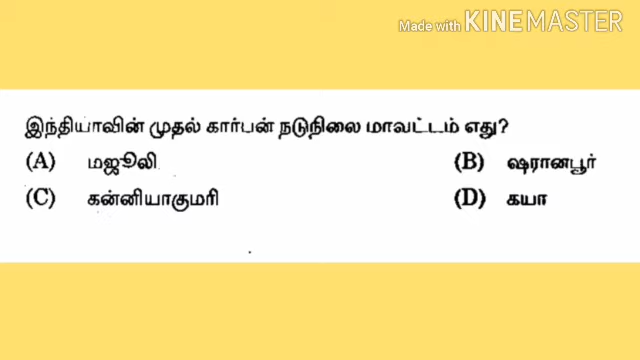 Made with KINEMASTER
இந்தியாவின் முதல் கார்பன் நடுநிலை மாவட்டம் எது?
(A) மஜூலி (B) ஷரானபூர்
(C) கன்னியாகுமரி (D) கயா